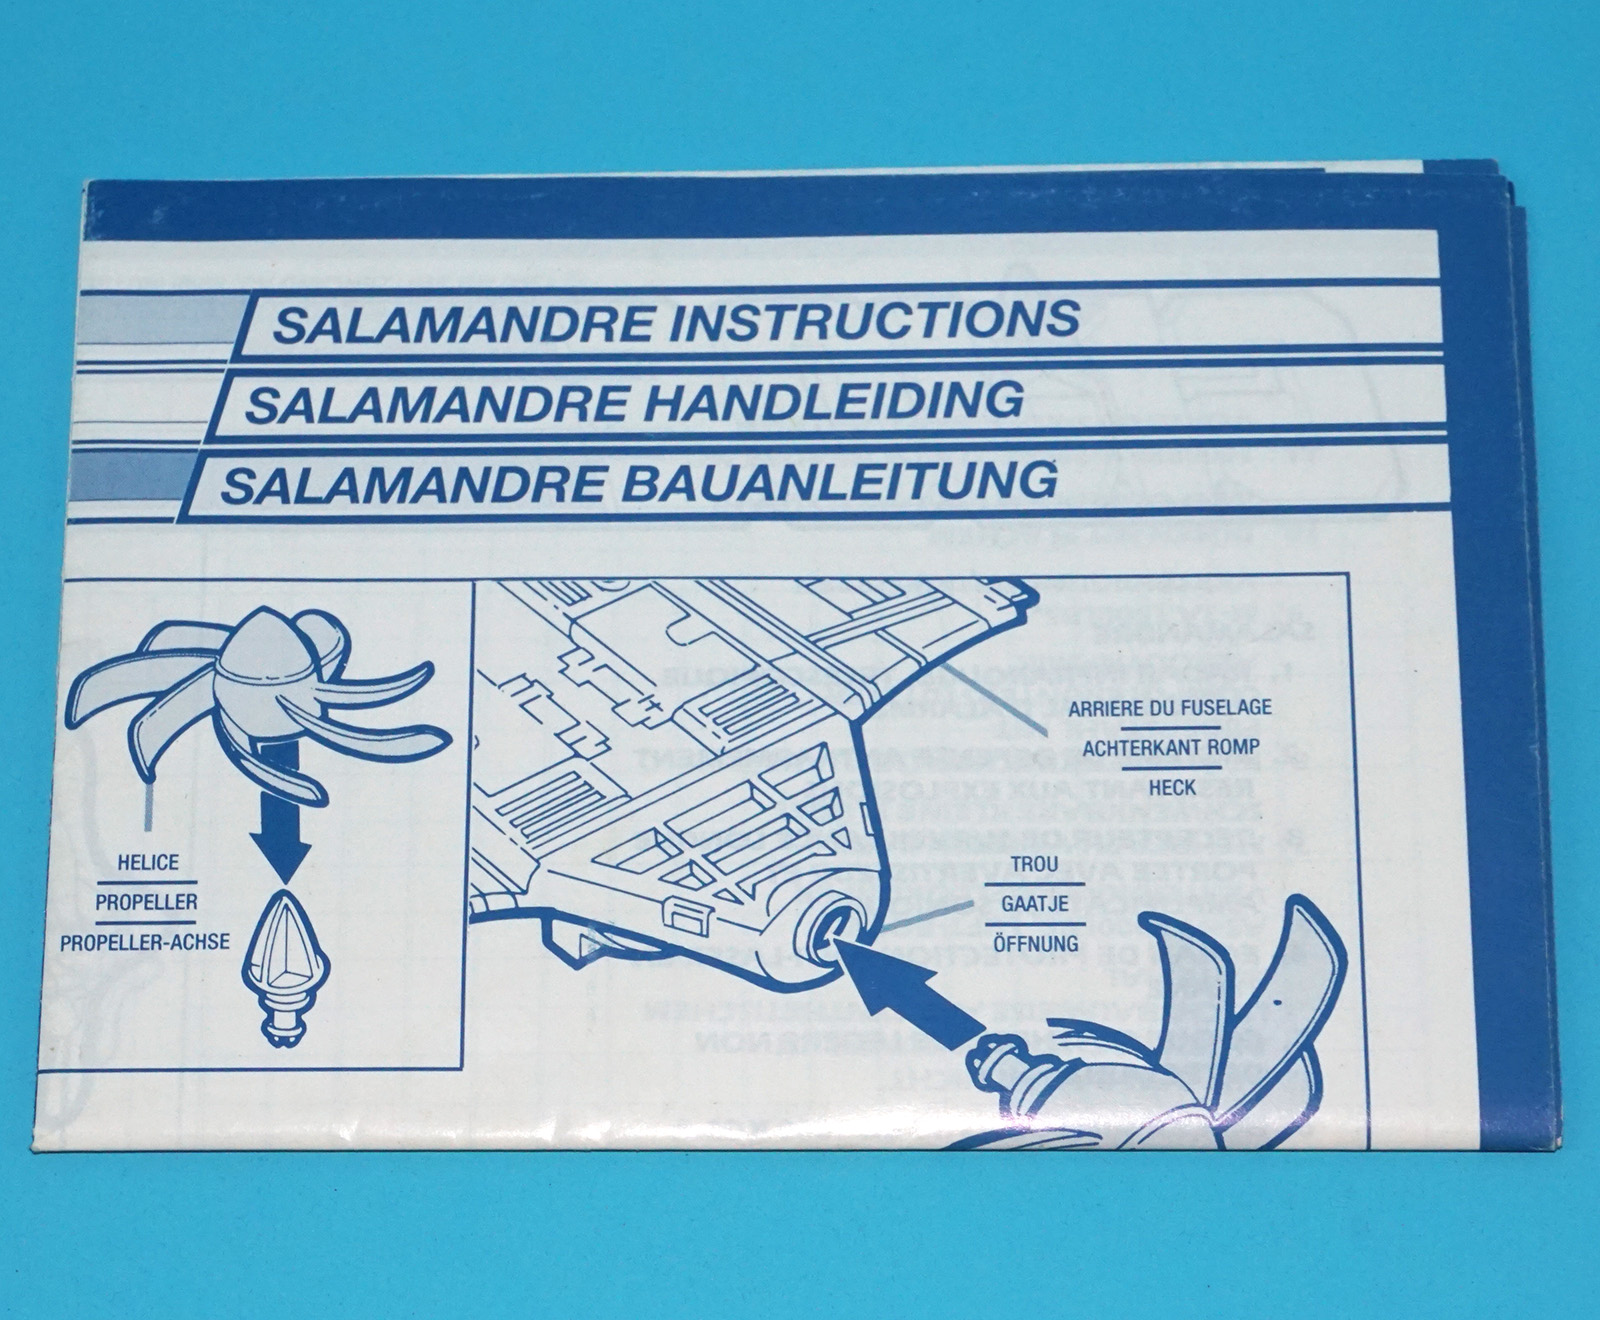 SALAMANDRE INSTRUCTIONS
SALAMANDRE HANDLEIDING
SALAMANDRE BAUANLEITUNG
HELICE
PROPELLER
PROPELLER-ACHSE
ARRIERE DU FUSELAGE
ACHTERKANT ROMP
HECK
TROU
GAATJE
ÖFFNUNG